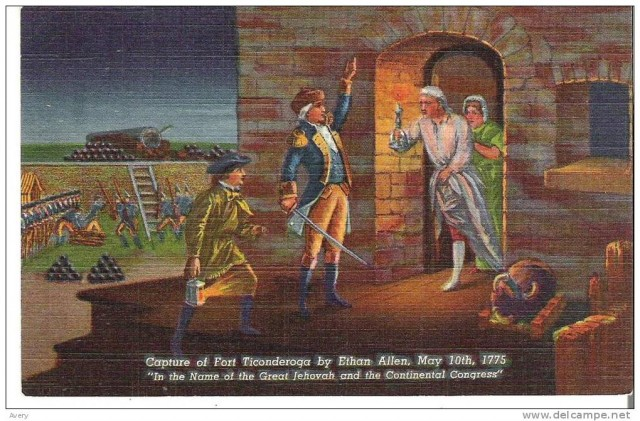 Capture of Fort Ticonderoga by Ethan Allen, May 10th, 1775
"In the Name of the Great Jehovah and the Continental Congress"
Avery
delcampe.net